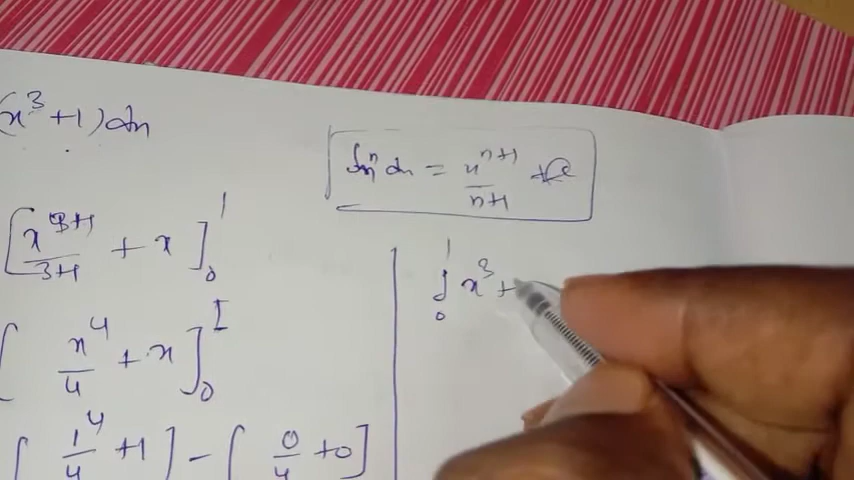 (x³+1)dx
∫xⁿ dx = xⁿ⁺¹/n+1 + c
[x³⁺¹/3+1 + x]₀¹
[x⁴/4 + x]₀¹
[1⁴/4 + 1] − [0/4 + 0]
∫₀¹ x³ +